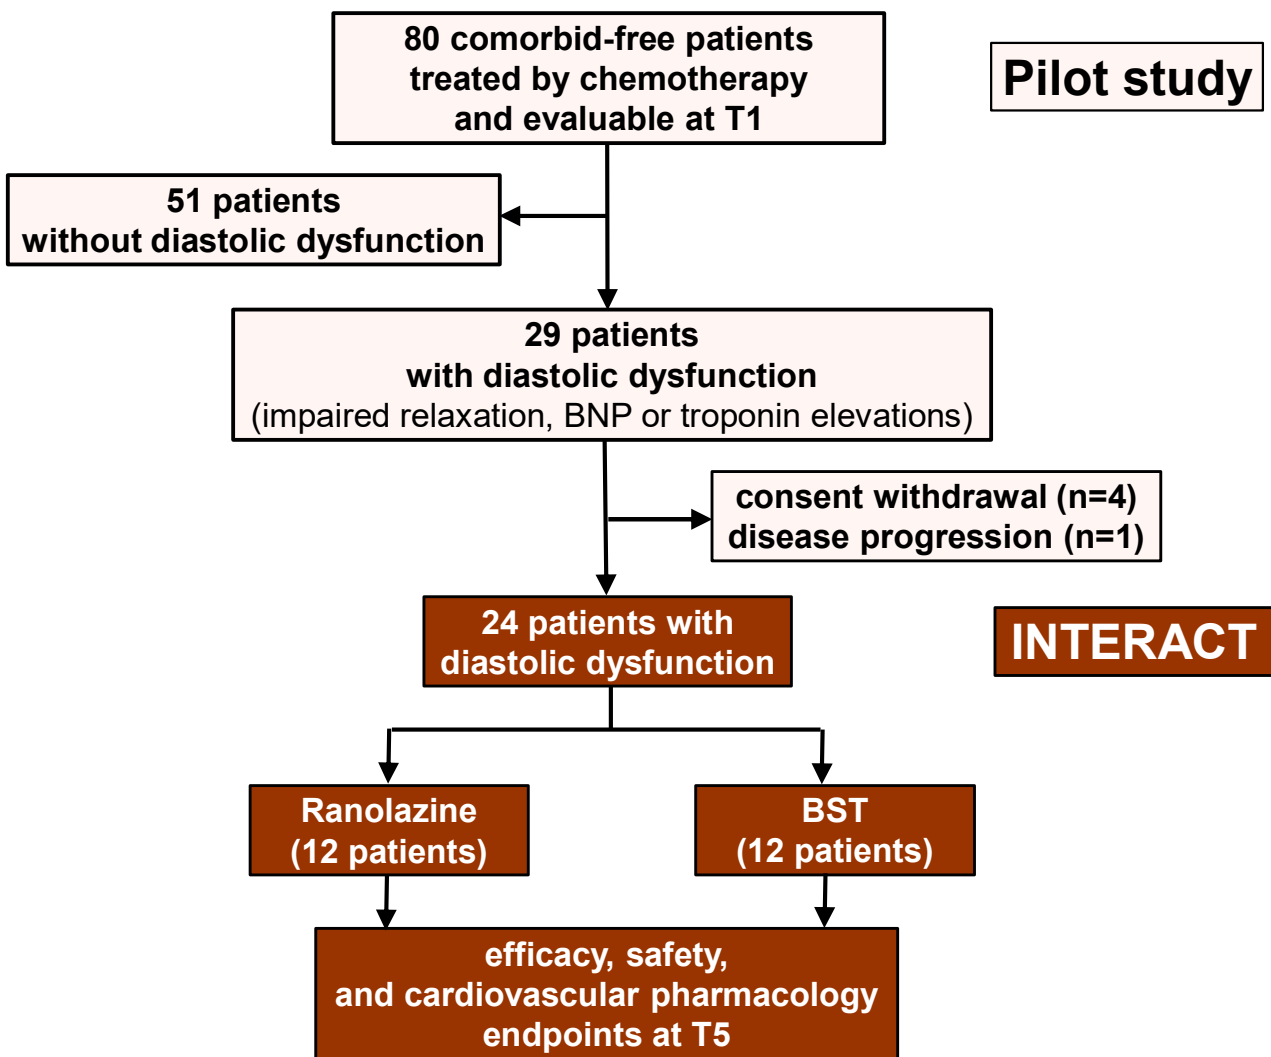 80 comorbid-free patients
treated by chemotherapy
and evaluable at T1
Pilot study
51 patients
without diastolic dysfunction
29 patients
with diastolic dysfunction
(impaired relaxation, BNP or troponin elevations)
consent withdrawal (n=4)
disease progression (n=1)
24 patients with
diastolic dysfunction
INTERACT
Ranolazine
(12 patients)
BST
(12 patients)
efficacy, safety,
and cardiovascular pharmacology
endpoints at T5